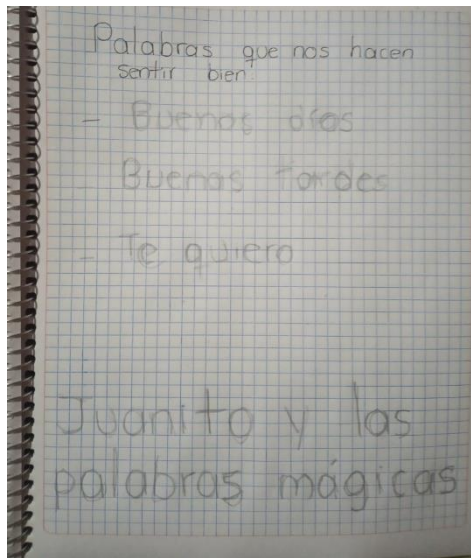 Palabras que nos hacen
sentir bien:
- Buenos días
- Buenas tardes
- Te quiero
Juanito y las
palabras mágicas